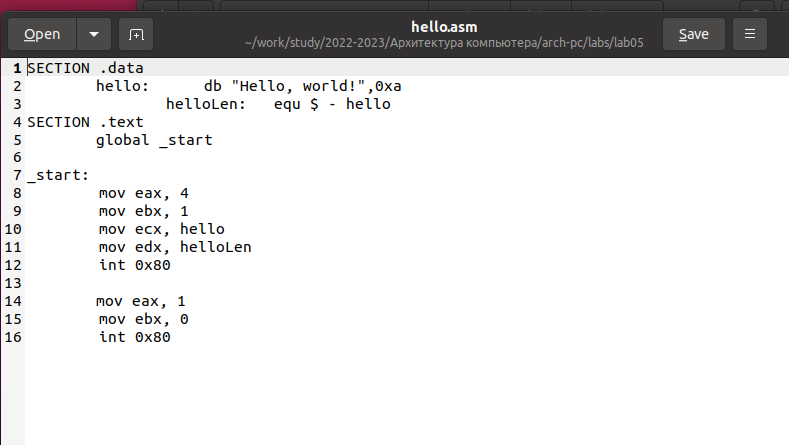 hello.asm
Open
~/work/study/2022-2023/Архитектура компьютера/arch-pc/labs/lab05
Save
1 SECTION .data
2 hello: db "Hello, world!",0xa
3 helloLen: equ $ - hello
4 SECTION .text
5 global _start
6
7 _start:
8 mov eax, 4
9 mov ebx, 1
10 mov ecx, hello
11 mov edx, helloLen
12 int 0x80
13
14 mov eax, 1
15 mov ebx, 0
16 int 0x80